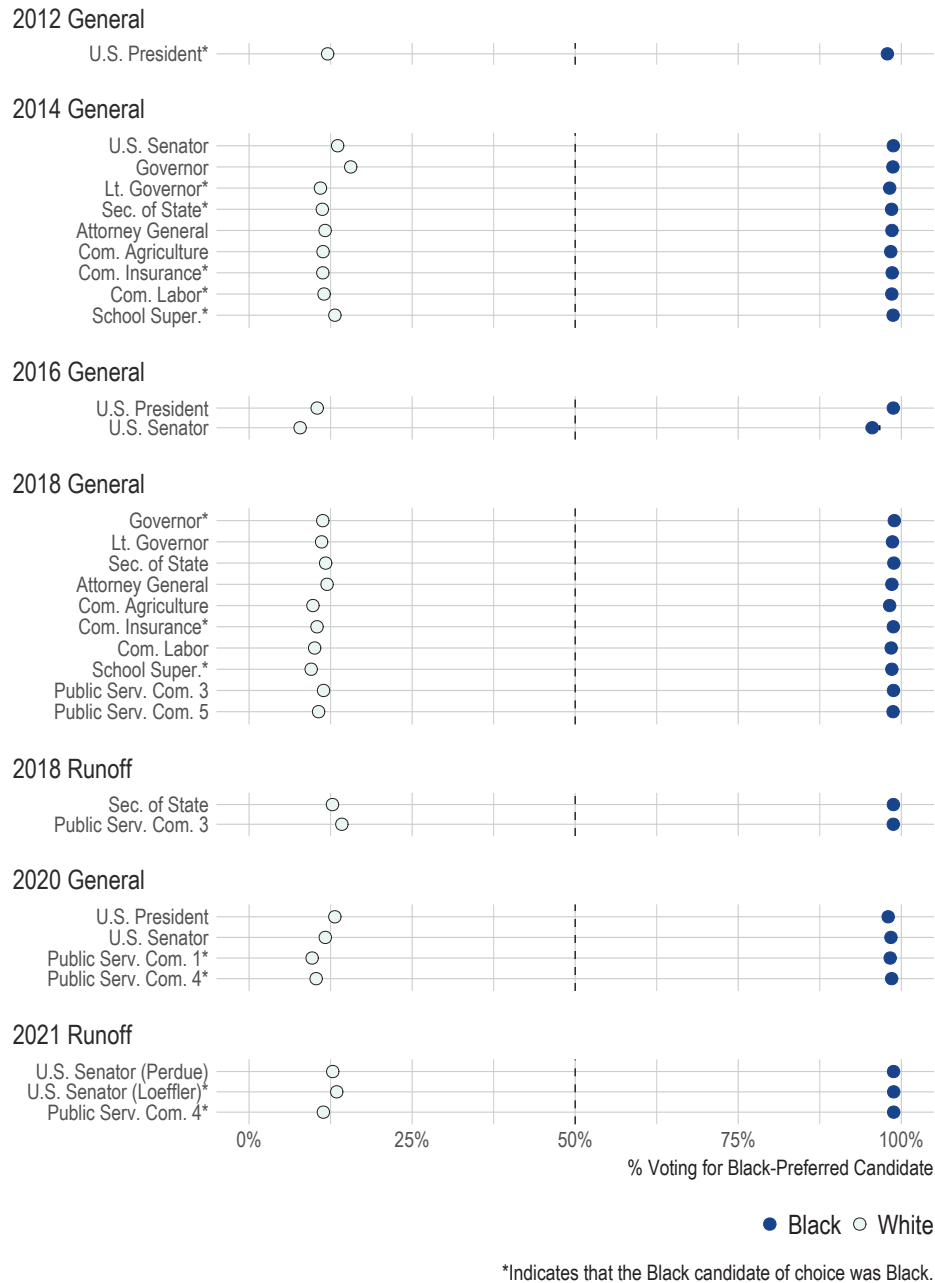 2012 General
U.S. President*
2014 General
U.S. Senator
Governor
Lt. Governor*
Sec. of State*
Attorney General
Com. Agriculture
Com. Insurance*
Com. Labor*
School Super.*
2016 General
U.S. President
U.S. Senator
2018 General
Governor*
Lt. Governor
Sec. of State
Attorney General
Com. Agriculture
Com. Insurance*
Com. Labor
School Super.*
Public Serv. Com. 3
Public Serv. Com. 5
2018 Runoff
Sec. of State
Public Serv. Com. 3
2020 General
U.S. President
U.S. Senator
Public Serv. Com. 1*
Public Serv. Com. 4*
2021 Runoff
U.S. Senator (Perdue)
U.S. Senator (Loeffler)*
Public Serv. Com. 4*
0% 25% 50% 75% 100%
% Voting for Black-Preferred Candidate
Black White
*Indicates that the Black candidate of choice was Black.